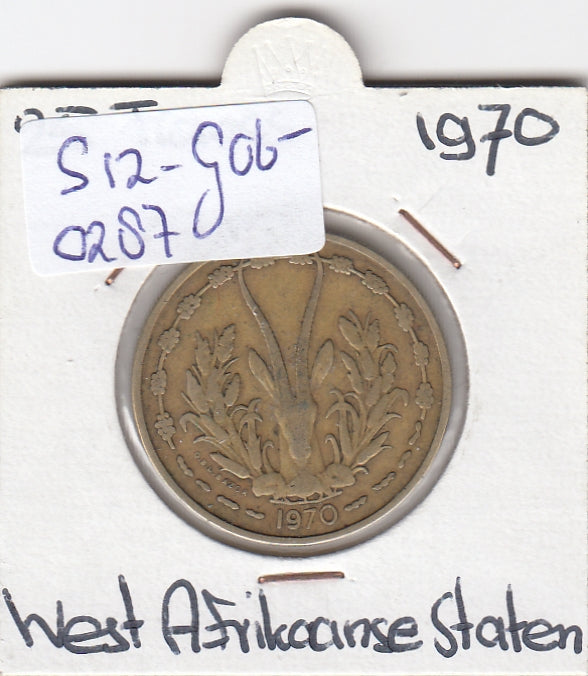 1970
S12-g06-
0287
1970
West Afrikaanse Staten